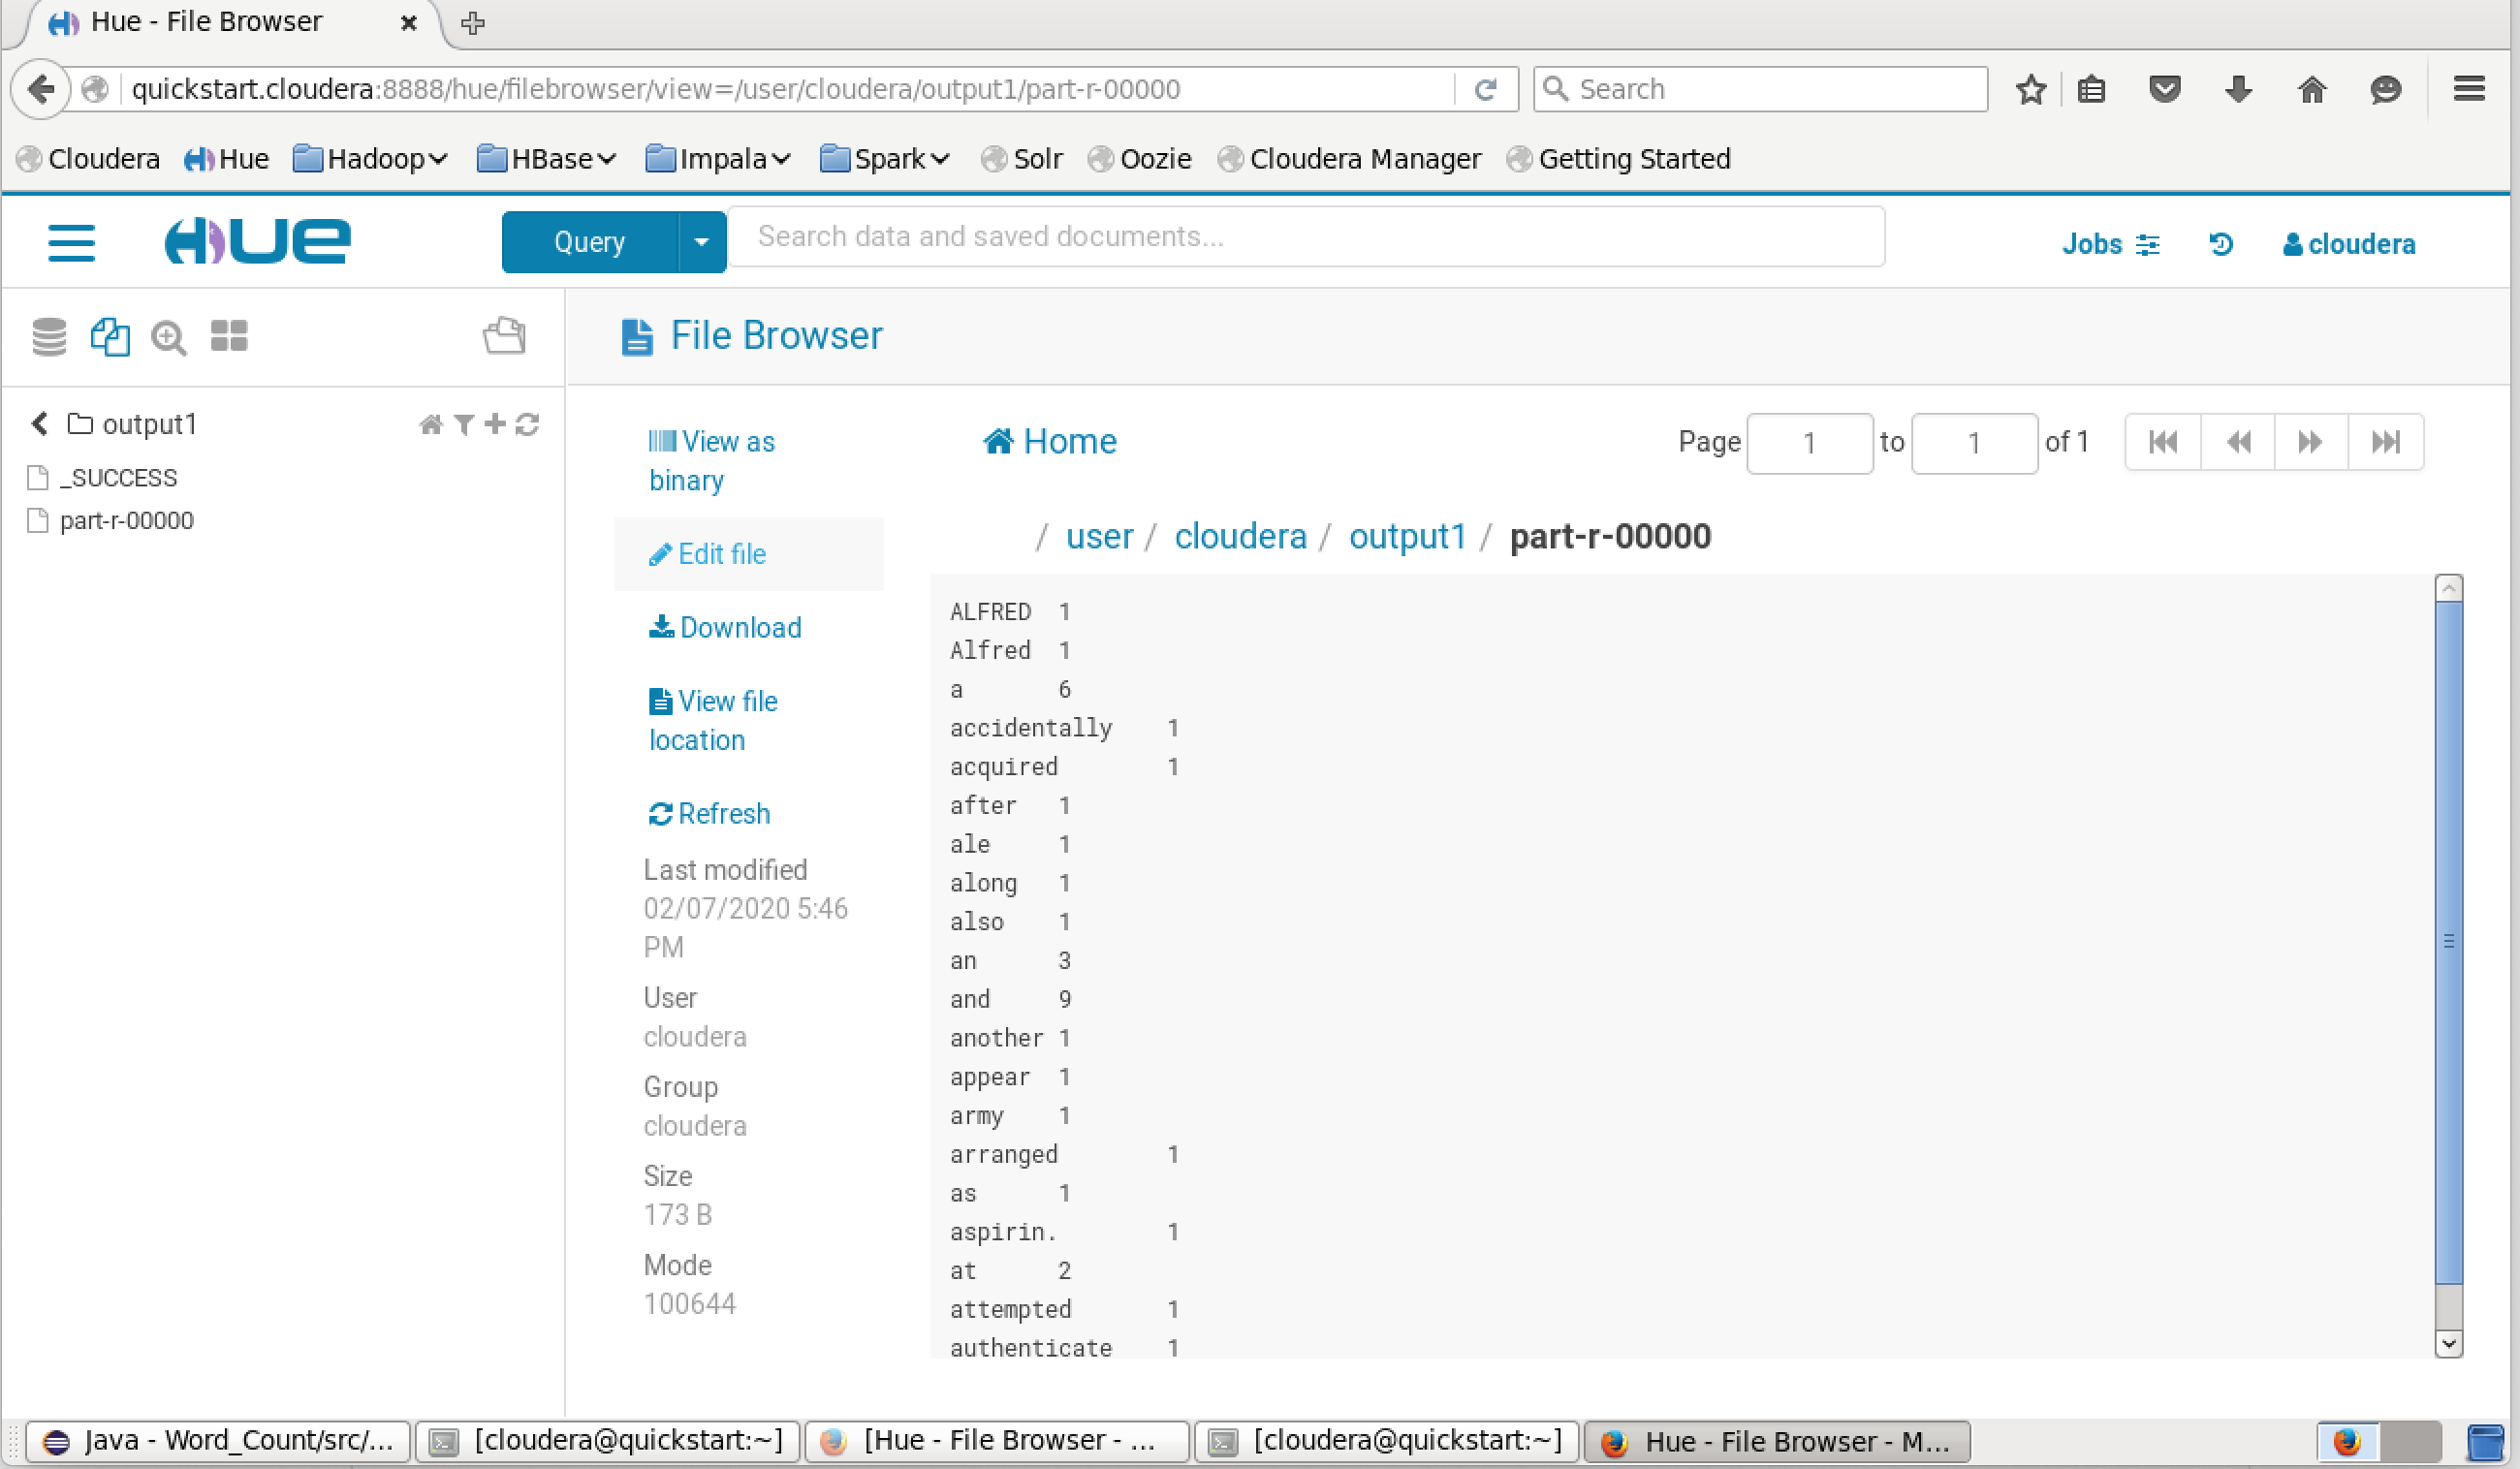 Hue - File Browser
quickstart.cloudera:8888/hue/filebrowser/view=/user/cloudera/output1/part-r-00000
Search
Cloudera Hue Hadoop HBase Impala Spark Solr Oozie Cloudera Manager Getting Started
HUE Query Search data and saved documents... Jobs cloudera
File Browser
output1
_SUCCESS
part-r-00000
View as
binary
Edit file
Download
View file
location
Refresh
Last modified
02/07/2020 5:46
PM
User
cloudera
Group
cloudera
Size
173 B
Mode
100644
Home
Page 1 to 1 of 1
/ user / cloudera / output1 / part-r-00000
ALFRED 1
Alfred 1
a 6
accidentally 1
acquired 1
after 1
ale 1
along 1
also 1
an 3
and 9
another 1
appear 1
army 1
arranged 1
as 1
aspirin. 1
at 2
attempted 1
authenticate 1
Java - Word_Count/src/... [cloudera@quickstart:~] [Hue - File Browser - ... [cloudera@quickstart:~] Hue - File Browser - M...